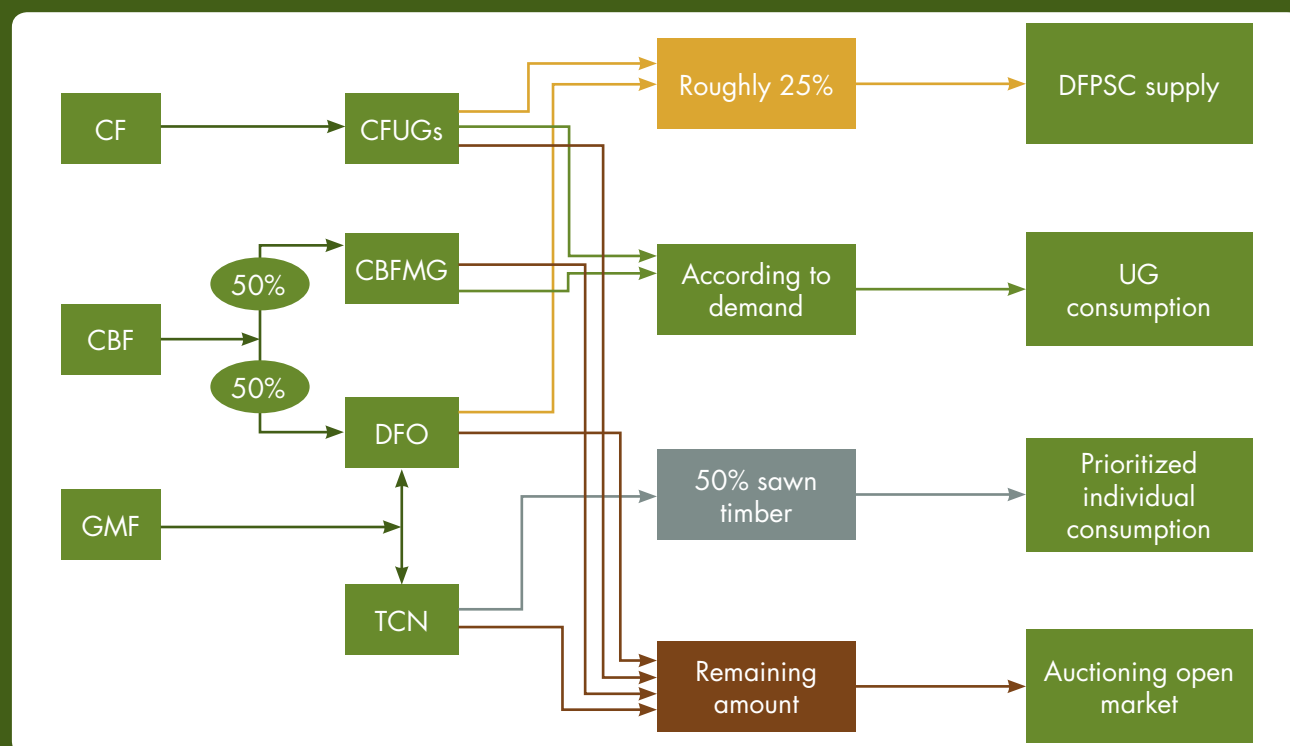 CF
CFUGs
Roughly 25%
DFPSC supply
CBF
50%
50%
CBFMG
According to
demand
UG
consumption
DFO
GMF
TCN
50% sawn
timber
Prioritized
individual
consumption
Remaining
amount
Auctioning open
market